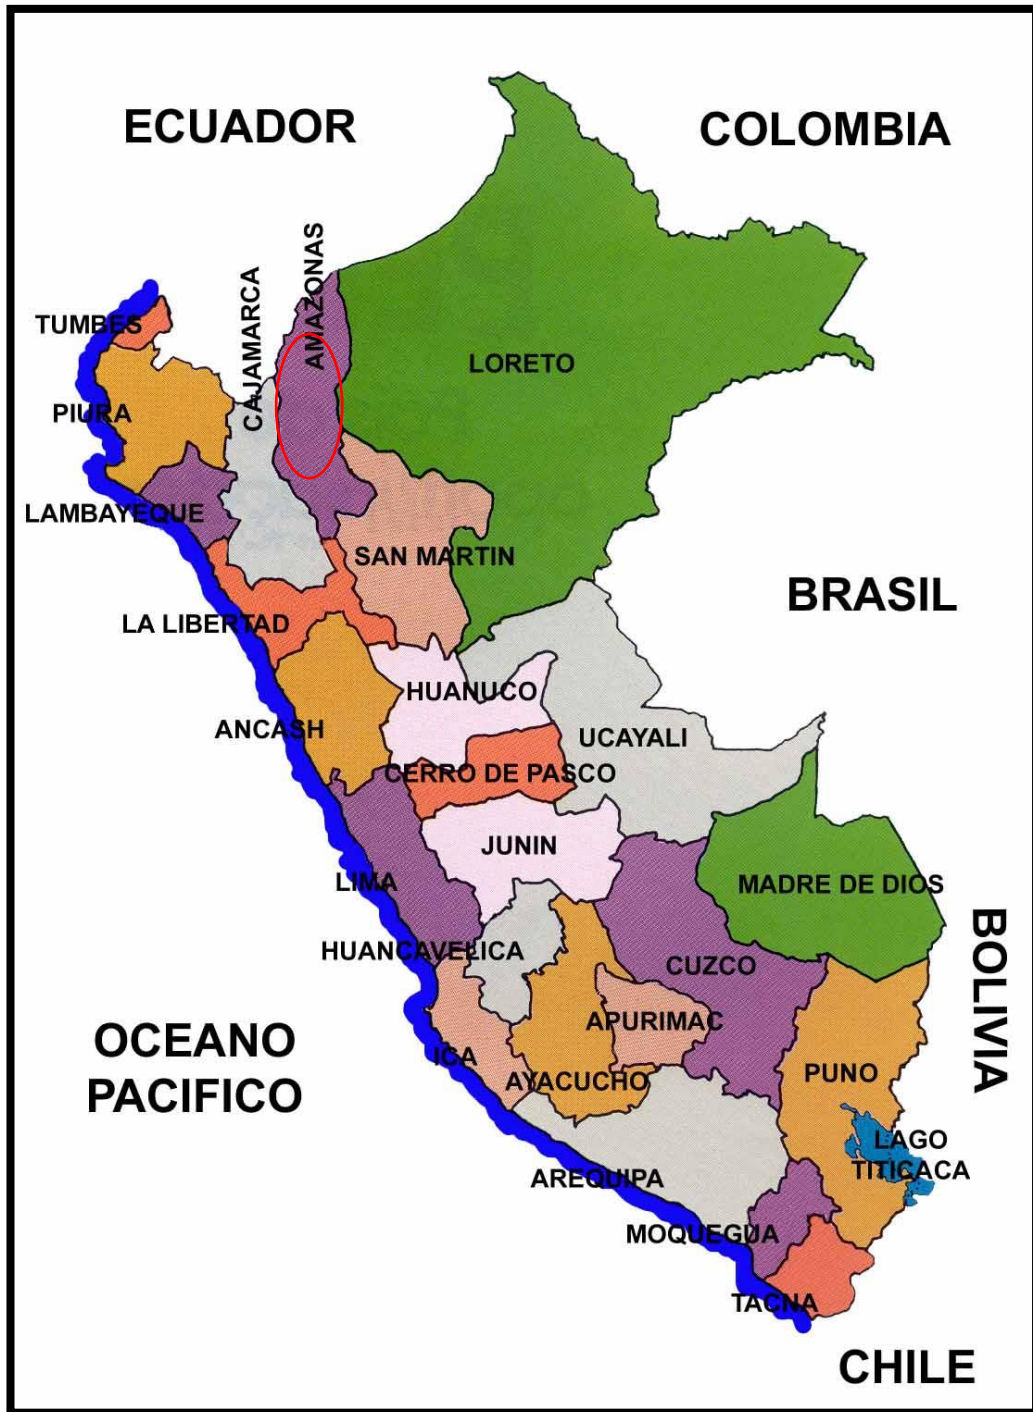 ECUADOR
COLOMBIA
AMAZONAS
CAJAMARCA
TUMBES
LORETO
PIURA
LAMBAYEQUE
SAN MARTIN
BRASIL
LA LIBERTAD
HUANUCO
ANCASH
UCAYALI
CERRO DE PASCO
JUNIN
LIMA
MADRE DE DIOS
HUANCAVELICA
CUZCO
BOLIVIA
OCEANO
PACIFICO
APURIMAC
ICA
AYACUCHO
PUNO
LAGO
TITICACA
AREQUIPA
MOQUEGUA
TACNA
CHILE